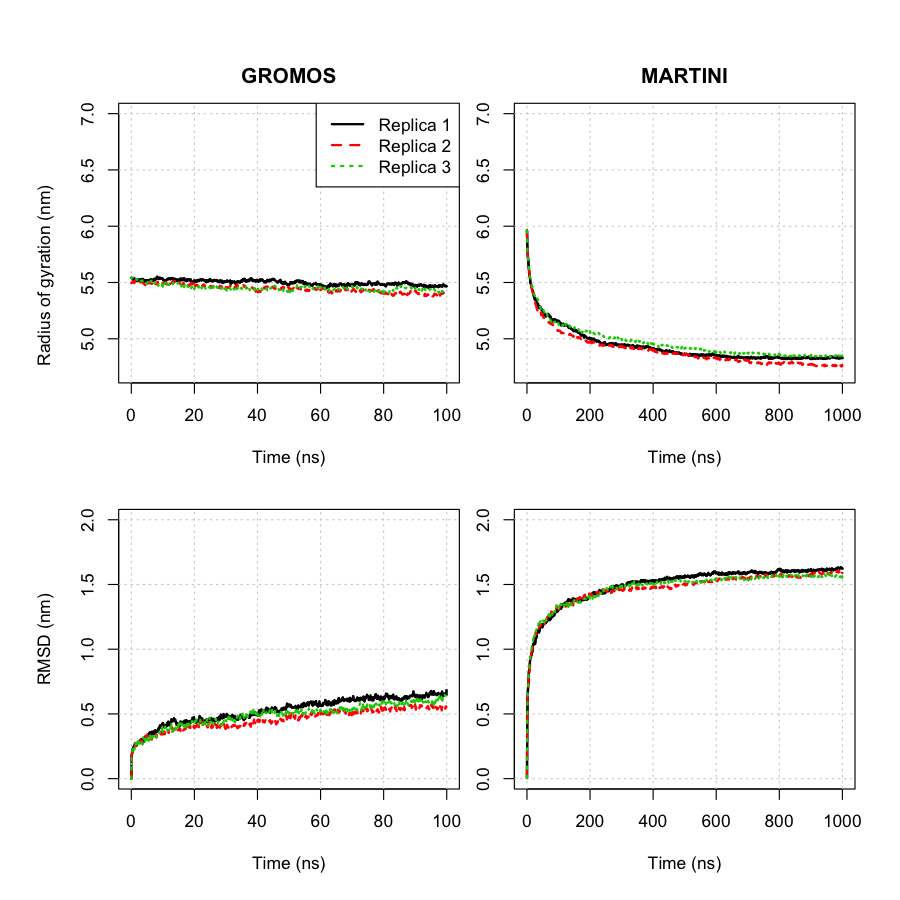 GROMOS
MARTINI
Radius of gyration (nm)
7.0
6.5
6.0
5.5
5.0
Replica 1
Replica 2
Replica 3
0 20 40 60 80 100
Time (ns)
7.0
6.5
6.0
5.5
5.0
0 200 400 600 800 1000
Time (ns)
RMSD (nm)
2.0
1.5
1.0
0.5
0.0
0 20 40 60 80 100
Time (ns)
2.0
1.5
1.0
0.5
0.0
0 200 400 600 800 1000
Time (ns)